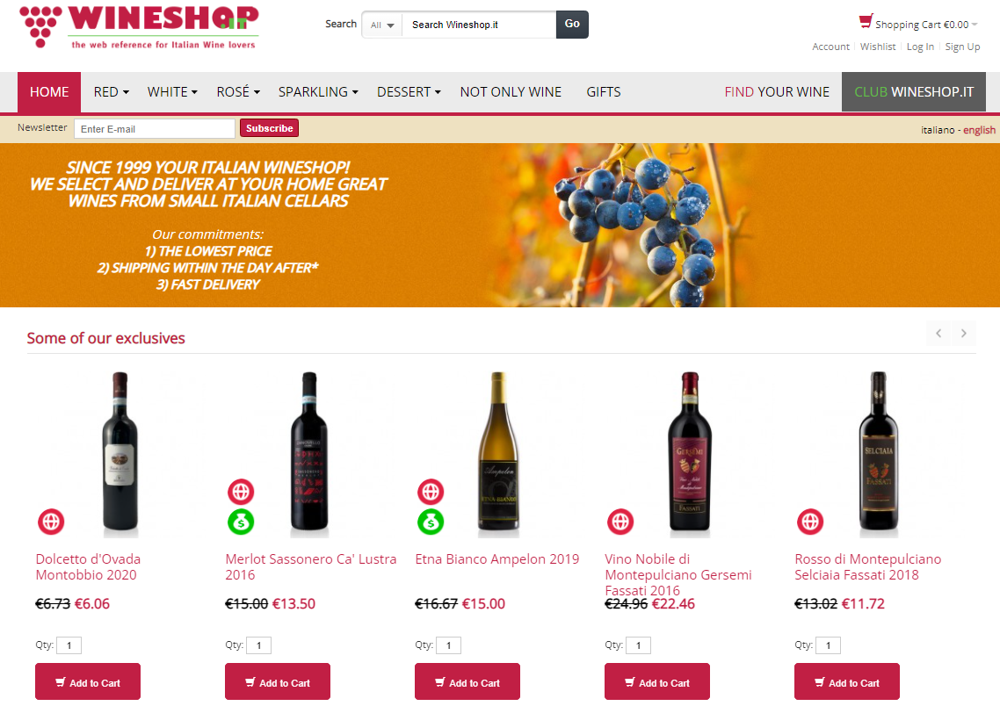 WINESHOP.IT
the web reference for Italian Wine lovers
Search All Search Wineshop.it Go
Shopping Cart €0.00
Account Wishlist Log In Sign Up
HOME RED WHITE ROSÉ SPARKLING DESSERT NOT ONLY WINE GIFTS FIND YOUR WINE CLUB WINESHOP.IT
Newsletter Enter E-mail Subscribe italiano - english
SINCE 1999 YOUR ITALIAN WINESHOP!
WE SELECT AND DELIVER AT YOUR HOME GREAT
WINES FROM SMALL ITALIAN CELLARS
Our commitments:
1) THE LOWEST PRICE
2) SHIPPING WITHIN THE DAY AFTER*
3) FAST DELIVERY
Some of our exclusives
Ampelon
GERSEMI
Vino Nobile di
Montepulciano
FASSATI
SELCIAIA
FASSATI
Dolcetto d'Ovada
Montobbio 2020
€6.73 €6.06
Qty: 1
Add to Cart
Merlot Sassonero Ca' Lustra
2016
€15.00 €13.50
Qty: 1
Add to Cart
Etna Bianco Ampelon 2019
€16.67 €15.00
Qty: 1
Add to Cart
Vino Nobile di
Montepulciano Gersemi
Fassati 2016
€24.96 €22.46
Qty: 1
Add to Cart
Rosso di Montepulciano
Selciaia Fassati 2018
€13.02 €11.72
Qty: 1
Add to Cart